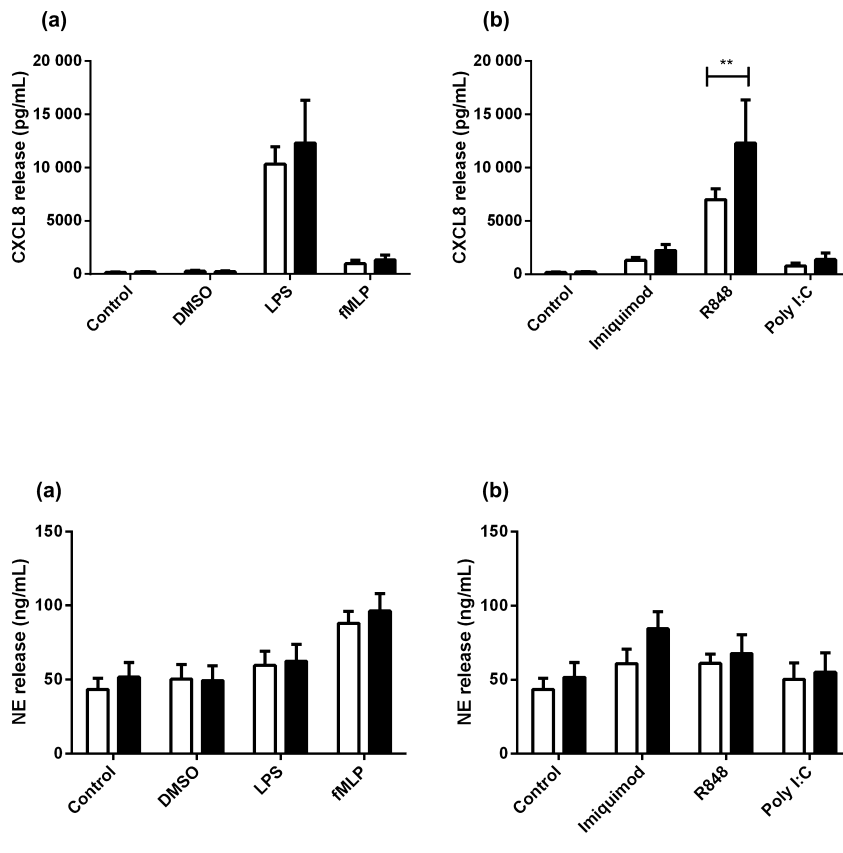 (a)
CXCL8 release (pg/mL)
20 000
15 000
10 000
5000
0
Control
DMSO
LPS
fMLP
(b)
CXCL8 release (pg/mL)
20 000
15 000
10 000
5000
0
**
Control
Imiquimod
R848
Poly I:C
(a)
NE release (ng/mL)
150
100
50
0
Control
DMSO
LPS
fMLP
(b)
NE release (ng/mL)
150
100
50
0
Control
Imiquimod
R848
Poly I:C